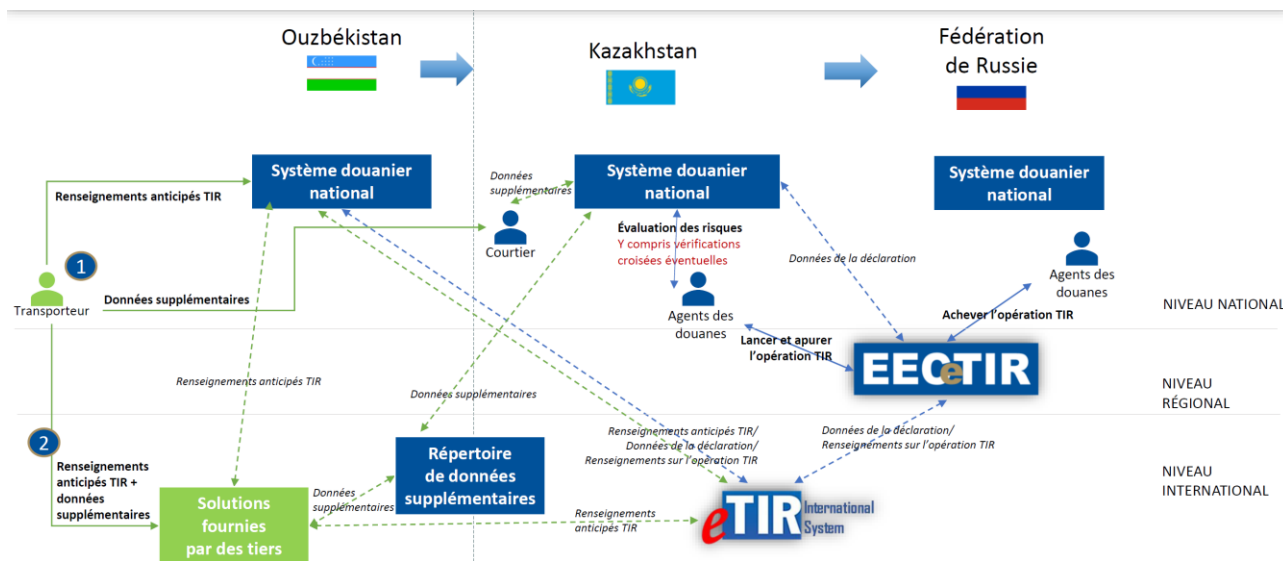 Ouzbékistan
Kazakhstan
Fédération
de Russie
Système douanier
national
Système douanier
national
Système douanier
national
Renseignements anticipés TIR
Données
supplémentaires
Courtier
Évaluation des risques
Y compris vérifications
croisées éventuelles
Données de la déclaration
Agents des
douanes
1
Transporteur
Données supplémentaires
Agents des
douanes
Achever l'opération TIR
NIVEAU NATIONAL
Lancer et apurer
l'opération TIR
EEC eTIR
Renseignements anticipés TIR
Données supplémentaires
NIVEAU
RÉGIONAL
2
Renseignements
anticipés TIR +
données
supplémentaires
Répertoire
de données
supplémentaires
Renseignements anticipés TIR/
Données de la déclaration/
Renseignements sur l'opération TIR
Données de la déclaration/
Renseignements sur l'opération TIR
NIVEAU
INTERNATIONAL
Solutions
fournies
par des tiers
Données
supplémentaires
Renseignements
anticipés TIR
eTIR International
System